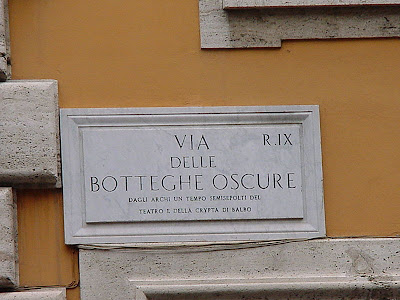 VIA R.IX
DELLE
BOTTEGHE OSCURE
DAGLI ARCHI UN TEMPO SEMISEPOLTI DEL
TEATRO E DELLA CRYPTA DI BALBO